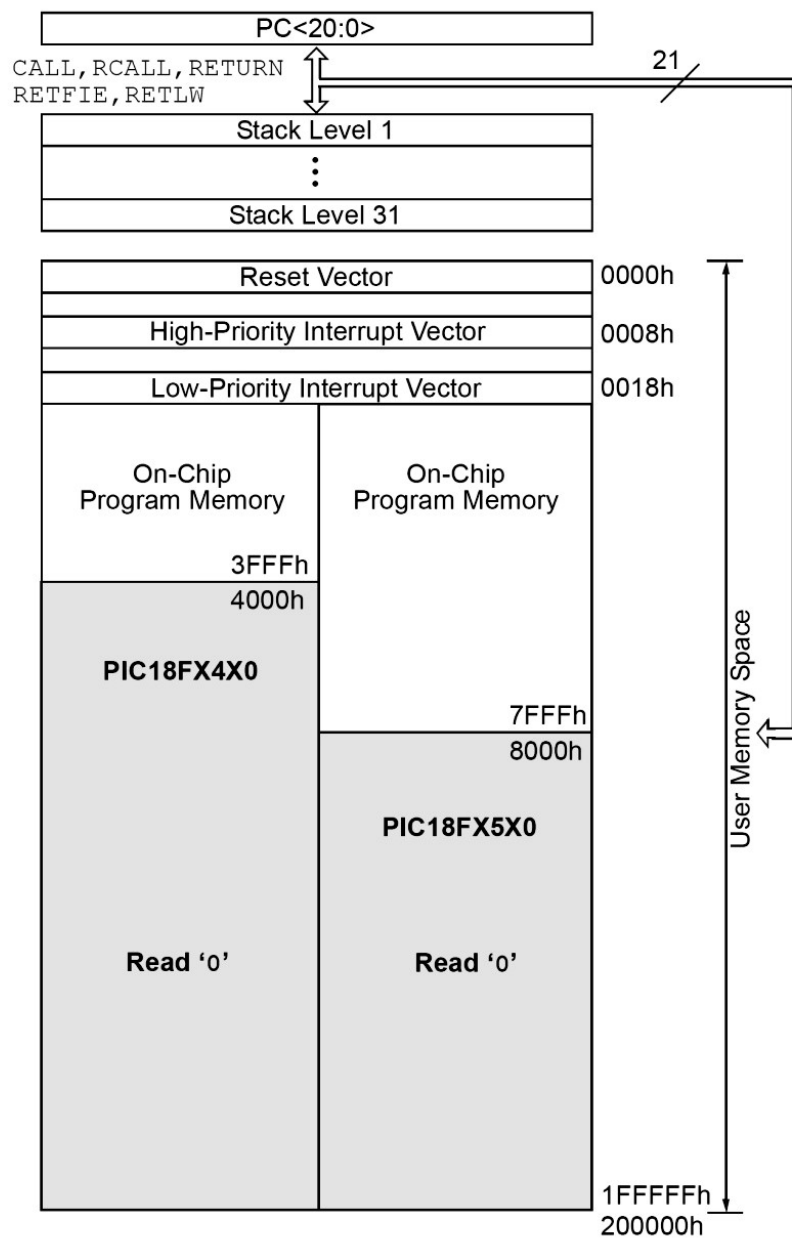 PC<20:0>
CALL,RCALL,RETURN
RETFIE,RETLW
21
Stack Level 1
Stack Level 31
Reset Vector
0000h
High-Priority Interrupt Vector
0008h
Low-Priority Interrupt Vector
0018h
On-Chip
Program Memory
On-Chip
Program Memory
3FFFh
4000h
PIC18FX4X0
7FFFh
8000h
PIC18FX5X0
User Memory Space
Read ‘0’
Read ‘0’
1FFFFFh
200000h